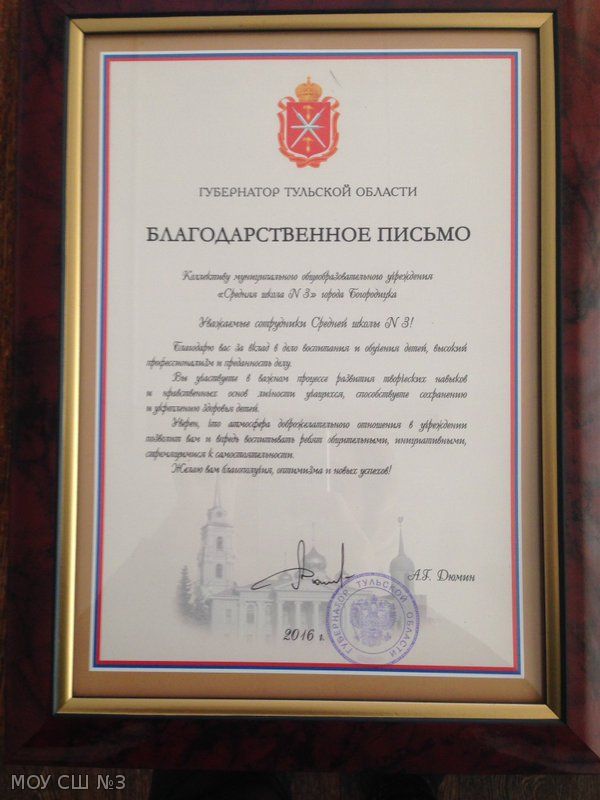 ГУБЕРНАТОР ТУЛЬСКОЙ ОБЛАСТИ
БЛАГОДАРСТВЕННОЕ ПИСЬМО
Коллективу муниципального общеобразовательного учреждения
«Средняя школа N 3» города Богородицка
Уважаемые сотрудники Средней школы N 3!
Благодарю вас за вклад в дело воспитания и обучения детей, высокий
профессионализм и преданность делу.
Вы участвуете в важном процессе развития творческих навыков
и нравственных основ личности учащихся, способствуете сохранению
и укреплению здоровья детей.
Уверен, что атмосфера доброжелательного отношения в учреждении
позволит вам и впредь воспитывать ребят общительными, инициативными,
стремящимися к самостоятельности.
Желаю вам благополучия, оптимизма и новых успехов!
А.Г. Дюмин
2016 г.
ГУБЕРНАТОР ТУЛЬСКОЙ ОБЛАСТИ
МОУ СШ №3